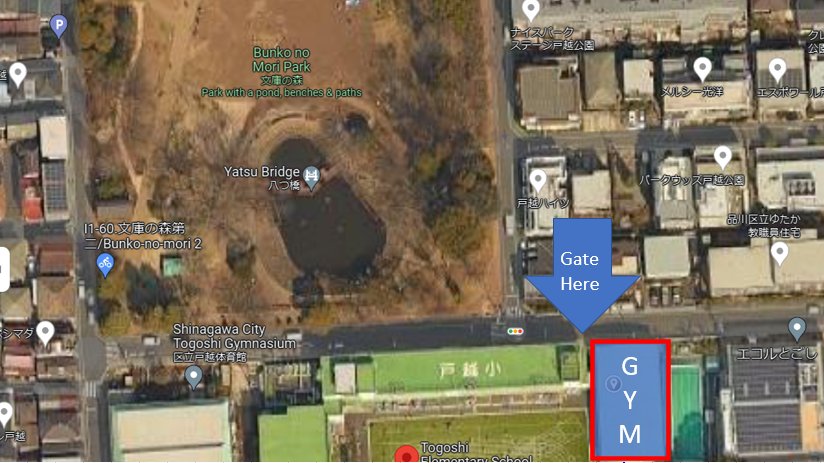 P
Bunko no
Mori Park
文庫の森
Park with a pond, benches & paths
ナイスパーク
ステーン戸越公園
メルシー光洋
エスポワール戸
Yatsu Bridge
八つ橋
戸越ハイツ
パークウッズ戸越公園
品川区立ゆたか
教職員住宅
I1-60.文庫の森第
二/Bunko-no-mori 2
Gate
Here
シマダ
Shinagawa City
Togoshi Gymnasium
区立戸越体育館
エコルとごし
戸越小
G
Y
M
戸越
Togoshi
Elementary School